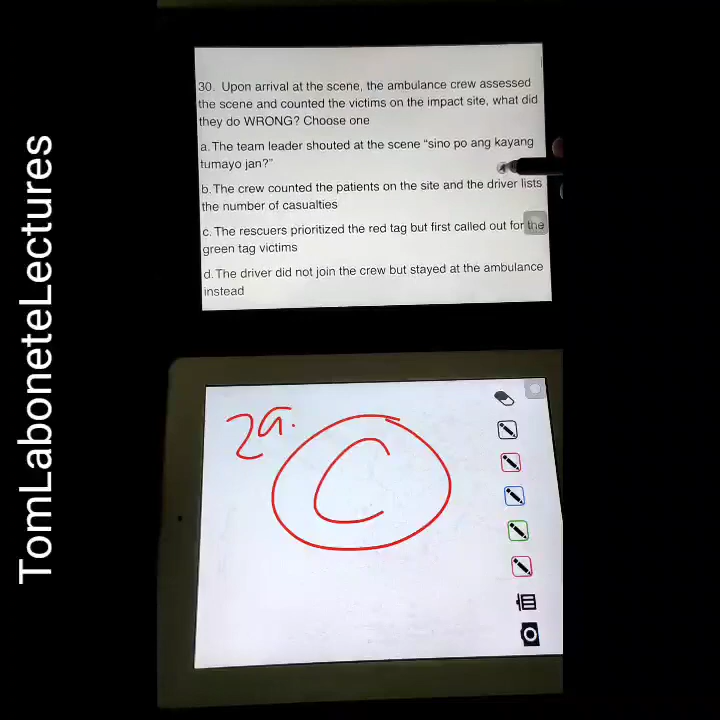 TomLaboneteLectures
30. Upon arrival at the scene, the ambulance crew assessed
the scene and counted the victims on the impact site, what did
they do WRONG? Choose one
a. The team leader shouted at the scene “sino po ang kayang
tumayo jan?”
b. The crew counted the patients on the site and the driver lists
the number of casualties
c. The rescuers prioritized the red tag but first called out for the
green tag victims
d. The driver did not join the crew but stayed at the ambulance
instead
29.
C